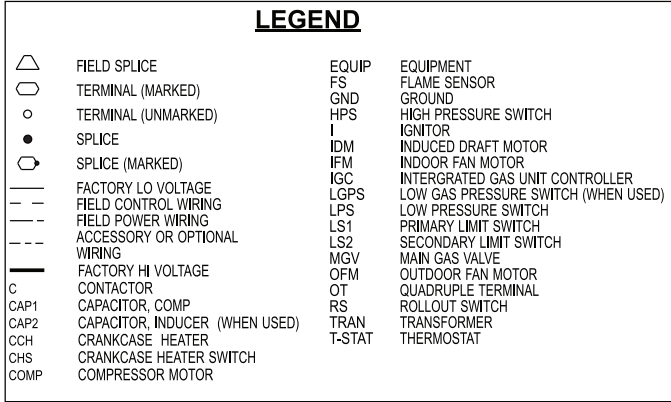 LEGEND
FIELD SPLICE
TERMINAL (MARKED)
TERMINAL (UNMARKED)
SPLICE
SPLICE (MARKED)
FACTORY LO VOLTAGE
FIELD CONTROL WIRING
FIELD POWER WIRING
ACCESSORY OR OPTIONAL
WIRING
FACTORY HI VOLTAGE
C CONTACTOR
CAP1 CAPACITOR, COMP
CAP2 CAPACITOR, INDUCER (WHEN USED)
CCH CRANKCASE HEATER
CHS CRANKCASE HEATER SWITCH
COMP COMPRESSOR MOTOR
EQUIP EQUIPMENT
FS FLAME SENSOR
GND GROUND
HPS HIGH PRESSURE SWITCH
I IGNITOR
IDM INDUCED DRAFT MOTOR
IFM INDOOR FAN MOTOR
IGC INTERGRATED GAS UNIT CONTROLLER
LGPS LOW GAS PRESSURE SWITCH (WHEN USED)
LPS LOW PRESSURE SWITCH
LS1 PRIMARY LIMIT SWITCH
LS2 SECONDARY LIMIT SWITCH
MGV MAIN GAS VALVE
OFM OUTDOOR FAN MOTOR
OT QUADRUPLE TERMINAL
RS ROLLOUT SWITCH
TRAN TRANSFORMER
T-STAT THERMOSTAT